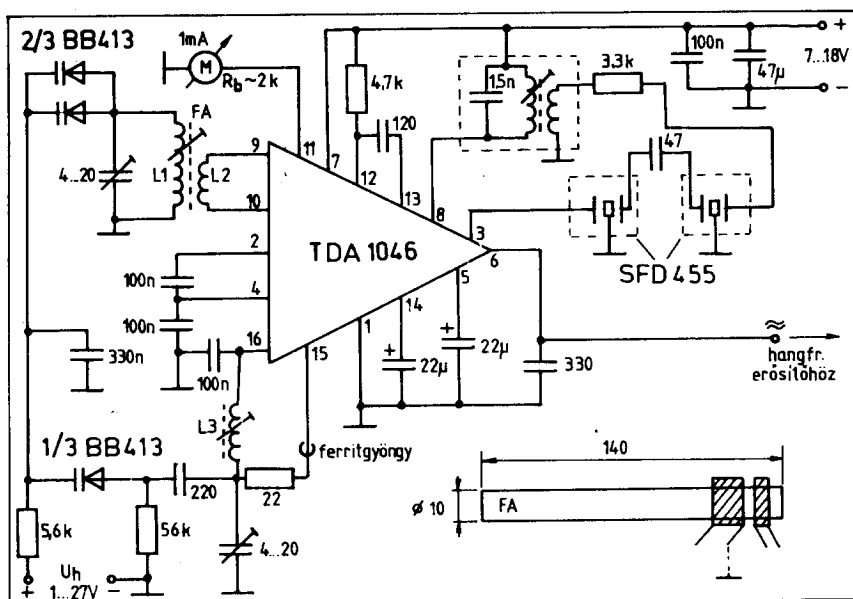 2/3 BB413
1mA
M
Rb~2k
FA
4...20
L1
L2
9
10
11
7
4,7k
120
12
13
8
1,5n
3,3k
100n
47µ
+
7...18V
-
47
SFD 455
TDA 1046
2
4
16
15
1
14
5
3
6
100n
100n
330n
100n
+
22µ
+
22µ
330
≈
hangfr.
erősítőhöz
L3
ferritgyöngy
1/3 BB413
220
22
5,6k
56k
4...20
+
Uh
-
1...27V
140
ø 10
FA